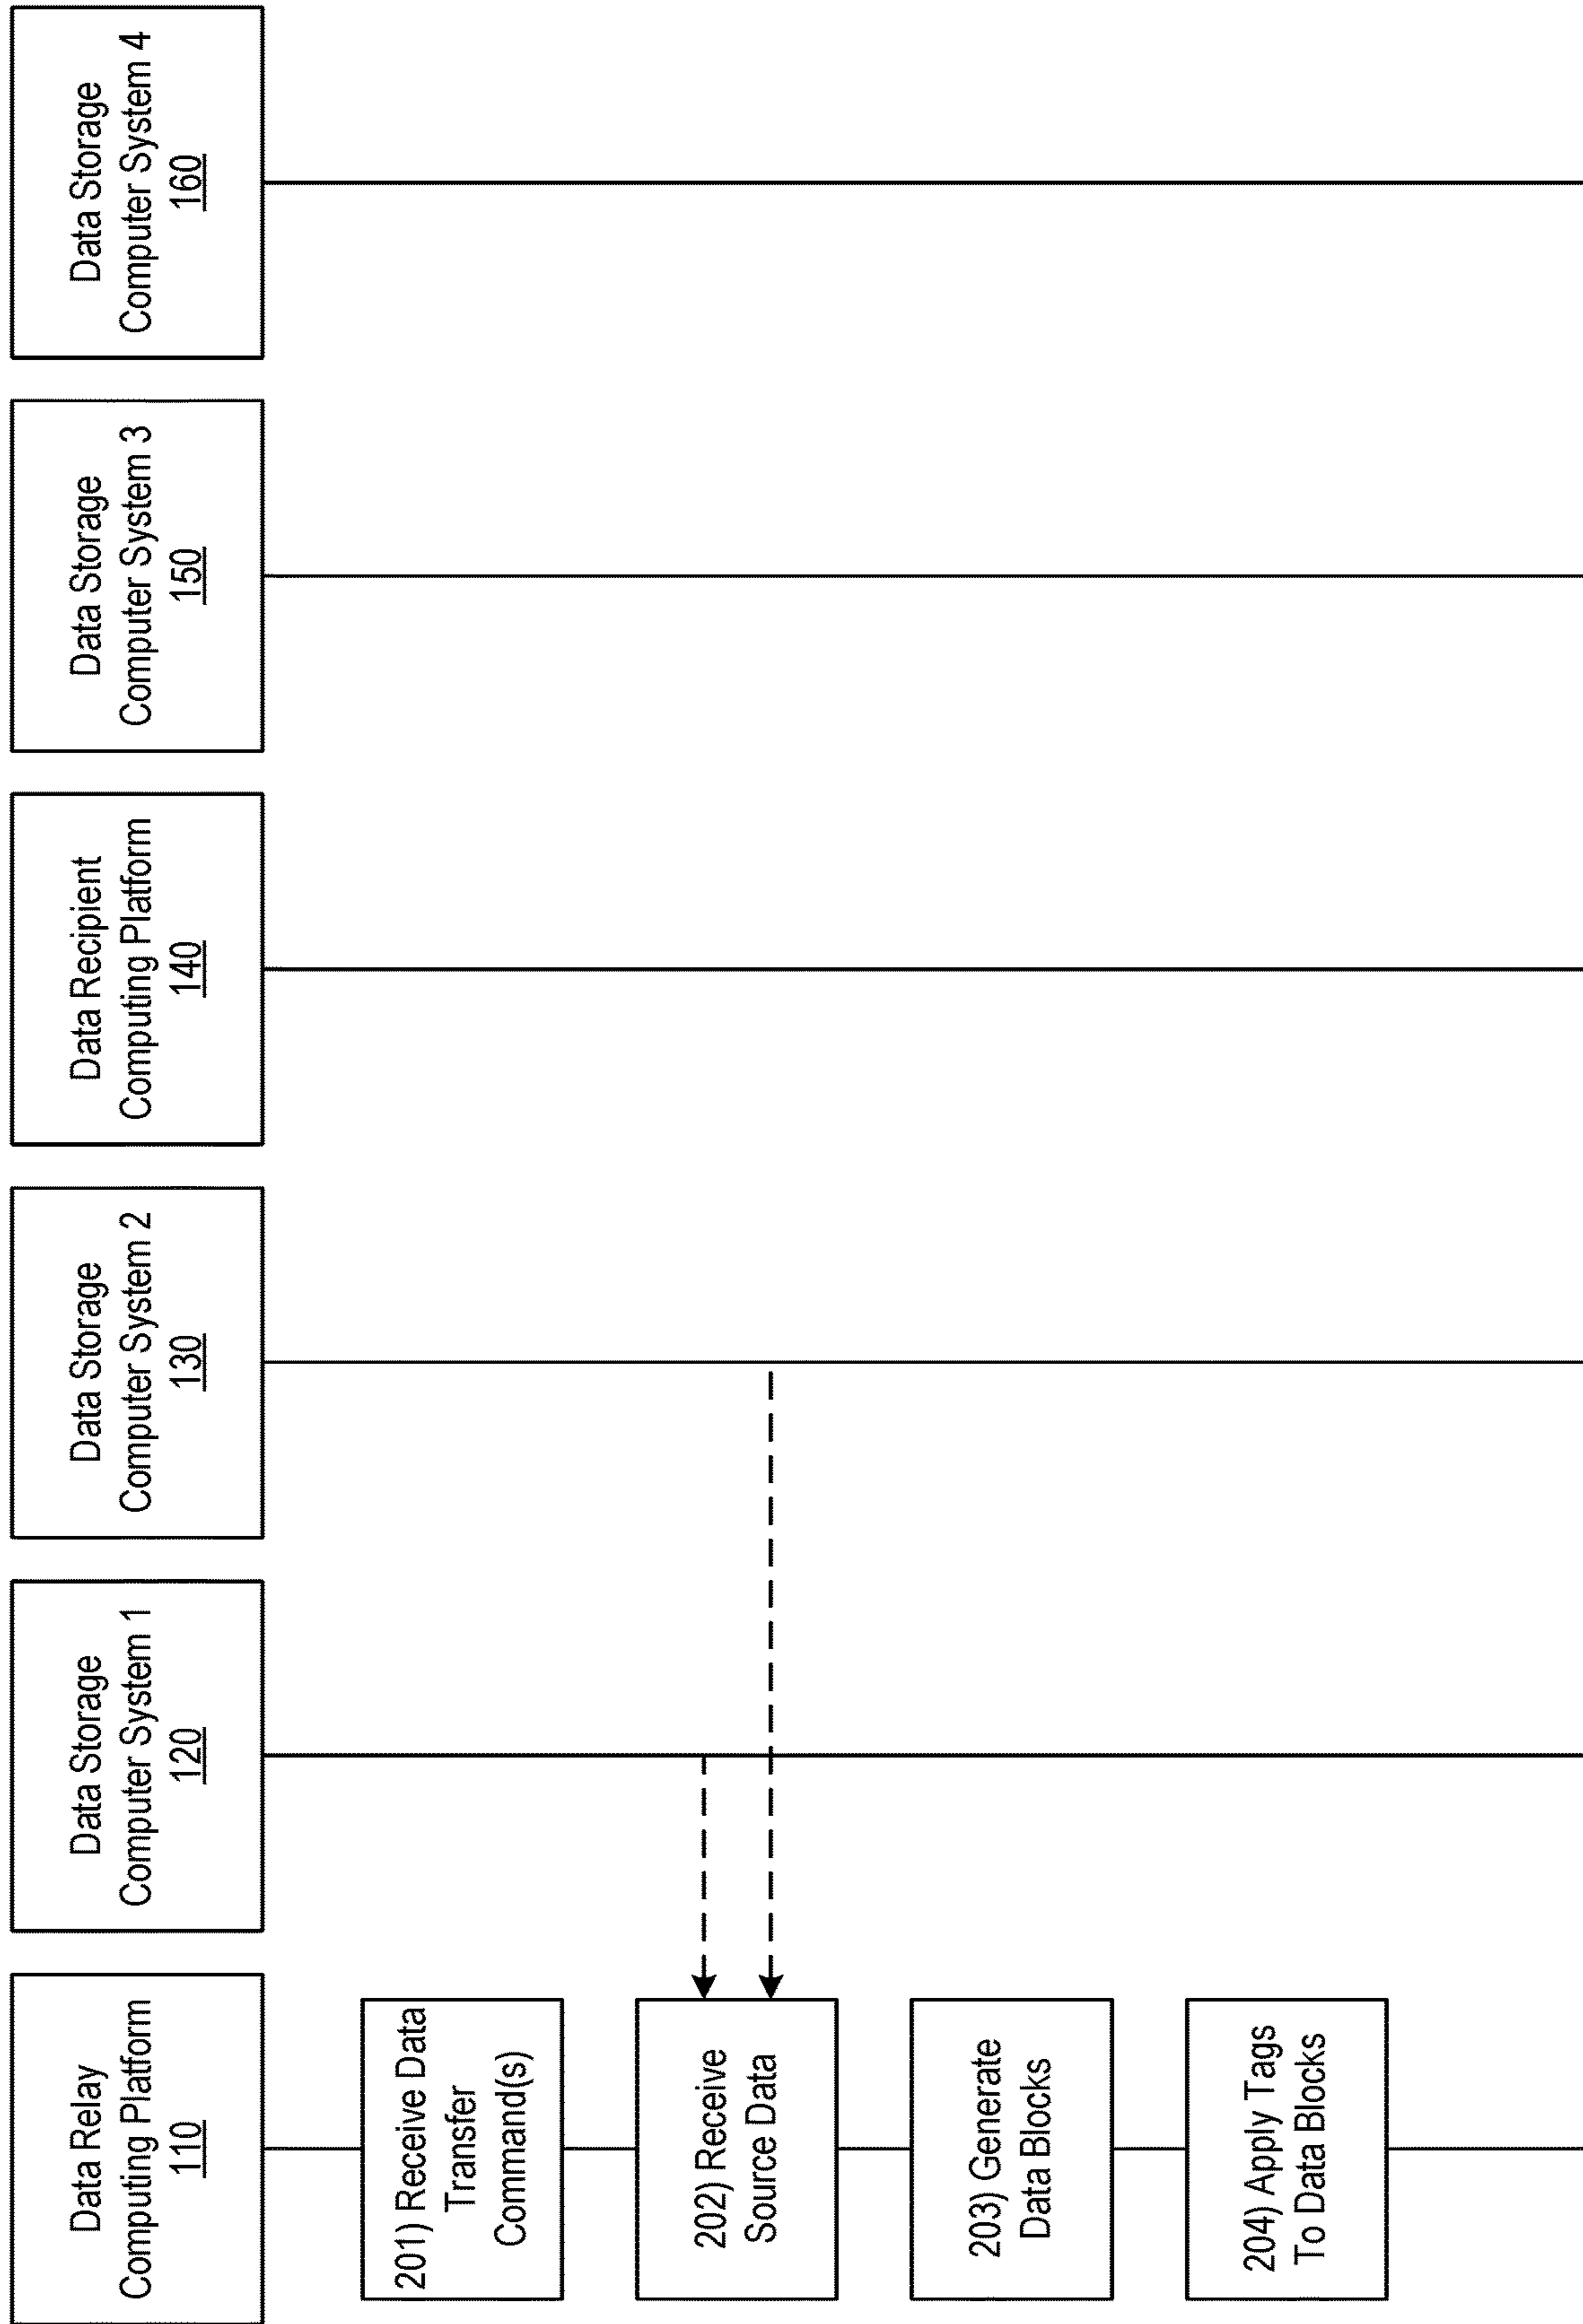 Data Relay
Computing Platform
110
Data Storage
Computer System 1
120
Data Storage
Computer System 2
130
Data Recipient
Computing Platform
140
Data Storage
Computer System 3
150
Data Storage
Computer System 4
160
201) Receive Data
Transfer
Command(s)
202) Receive
Source Data
203) Generate
Data Blocks
204) Apply Tags
To Data Blocks